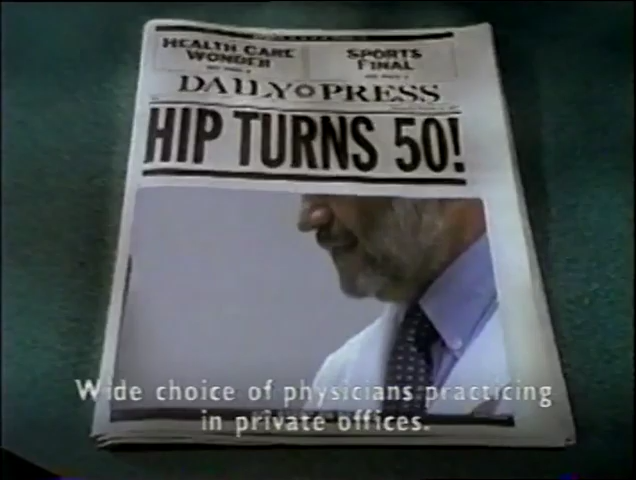 HEALTH CARE
WONDER
SPORTS
FINAL
DAILY PRESS
HIP TURNS 50!
Wide choice of physicians practicing
in private offices.